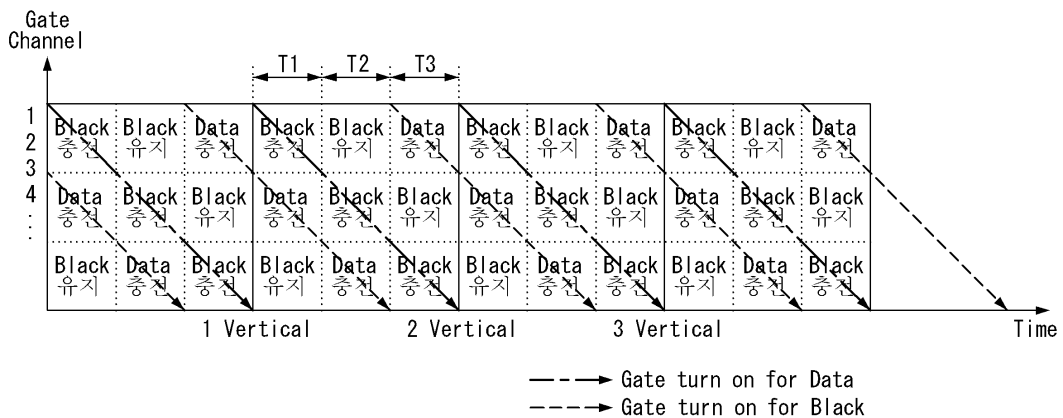 Gate
Channel
T1 T2 T3
1
2
3
4
:
Black Black Data Black Black Data Black Black Data Black Black Data
충전 유지 충전 충전 유지 충전 충전 유지 충전 충전 유지 충전
Data Black Black Data Black Black Data Black Black Data Black Black
충전 충전 유지 충전 충전 유지 충전 충전 유지 충전 충전 유지
Black Data Black Black Data Black Black Data Black Black Data Black
유지 충전 충전 유지 충전 충전 유지 충전 충전 유지 충전 충전
1 Vertical 2 Vertical 3 Vertical Time
Gate turn on for Data
Gate turn on for Black